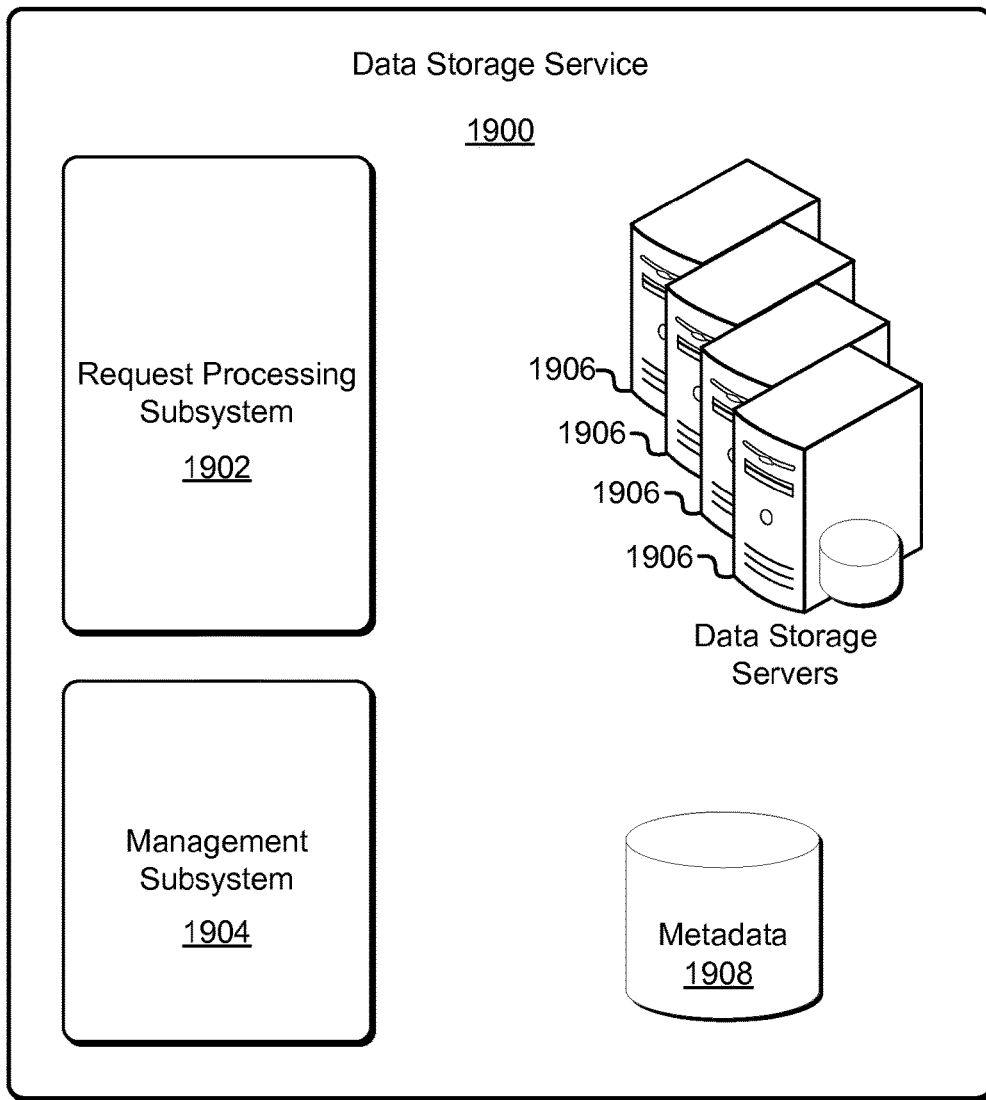 Data Storage Service
1900
Request Processing
Subsystem
1902
1906
1906
1906
1906
Data Storage
Servers
Management
Subsystem
1904
Metadata
1908